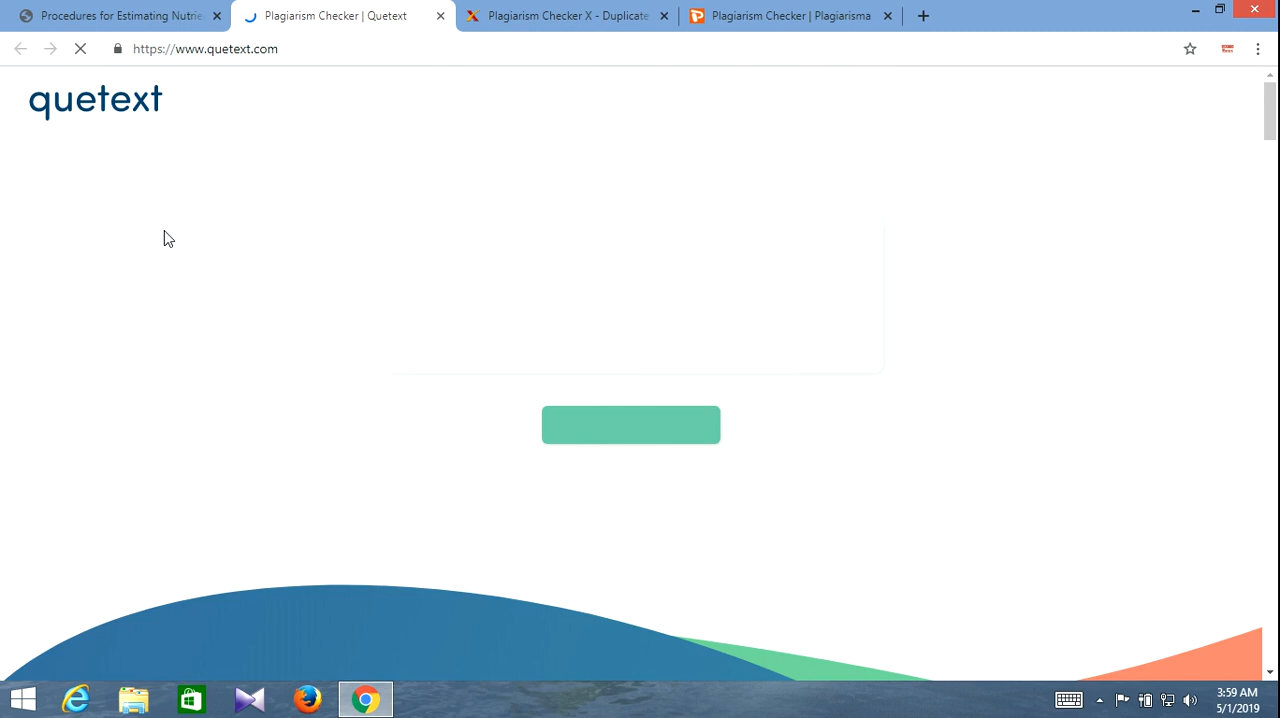 Procedures for Estimating Nutrie
Plagiarism Checker | Quetext
Plagiarism Checker X - Duplicate
Plagiarism Checker | Plagiarisma
https://www.quetext.com
quetext
3:59 AM
5/1/2019